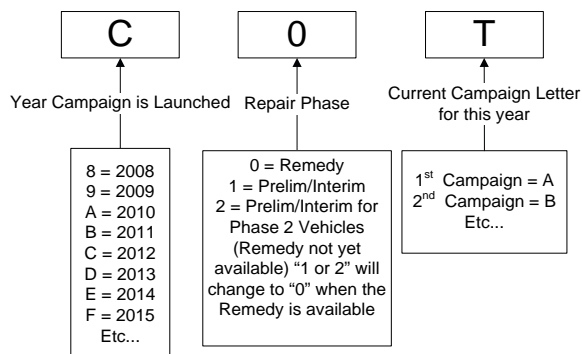 C
0
T
Year Campaign is Launched
Repair Phase
Current Campaign Letter
for this year
8 = 2008
9 = 2009
A = 2010
B = 2011
C = 2012
D = 2013
E = 2014
F = 2015
Etc...
0 = Remedy
1 = Prelim/Interim
2 = Prelim/Interim for
Phase 2 Vehicles
(Remedy not yet
available) “1 or 2” will
change to “0” when the
Remedy is available
1st Campaign = A
2nd Campaign = B
Etc...